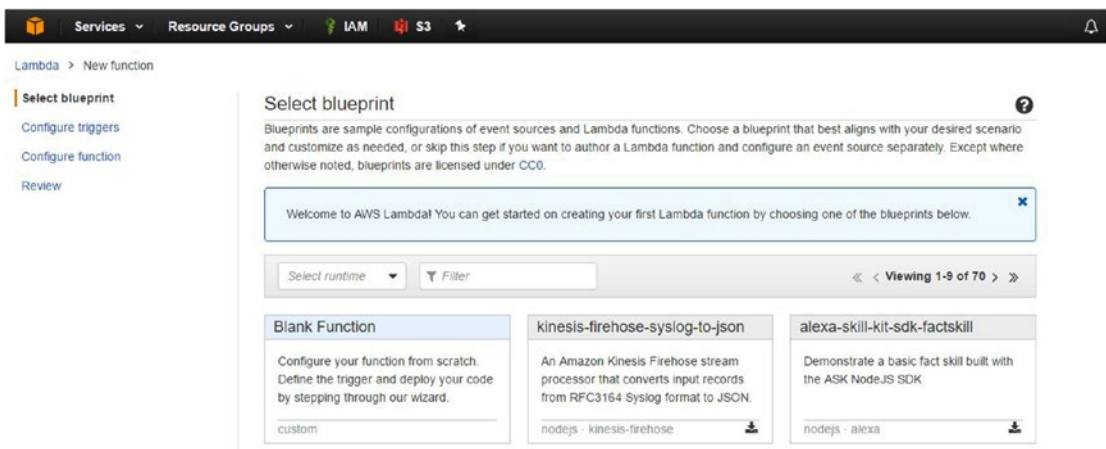 Services
Resource Groups
IAM
S3
Lambda > New function
Select blueprint
Configure triggers
Configure function
Review
Select blueprint
Blueprints are sample configurations of event sources and Lambda functions. Choose a blueprint that best aligns with your desired scenario
and customize as needed, or skip this step if you want to author a Lambda function and configure an event source separately. Except where
otherwise noted, blueprints are licensed under CC0.
Welcome to AWS Lambda! You can get started on creating your first Lambda function by choosing one of the blueprints below.
Select runtime
Filter
« < Viewing 1-9 of 70 > »
Blank Function
Configure your function from scratch.
Define the trigger and deploy your code
by stepping through our wizard.
custom
kinesis-firehose-syslog-to-json
An Amazon Kinesis Firehose stream
processor that converts input records
from RFC3164 Syslog format to JSON.
nodejs · kinesis-firehose
alexa-skill-kit-sdk-factskill
Demonstrate a basic fact skill built with
the ASK NodeJS SDK
nodejs · alexa